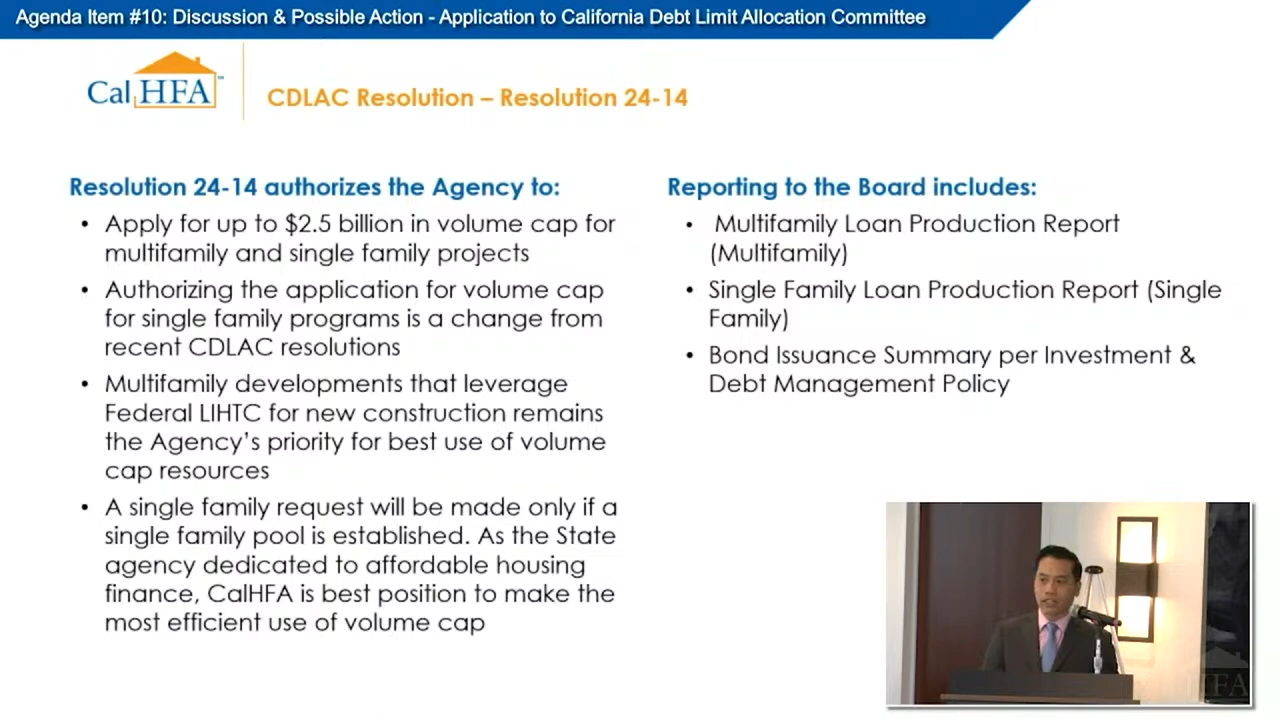 Agenda Item #10: Discussion & Possible Action - Application to California Debt Limit Allocation Committee
Cal HFA™
CDLAC Resolution – Resolution 24-14
Resolution 24-14 authorizes the Agency to:
• Apply for up to $2.5 billion in volume cap for
multifamily and single family projects
• Authorizing the application for volume cap
for single family programs is a change from
recent CDLAC resolutions
• Multifamily developments that leverage
Federal LIHTC for new construction remains
the Agency's priority for best use of volume
cap resources
• A single family request will be made only if a
single family pool is established. As the State
agency dedicated to affordable housing
finance, CalHFA is best position to make the
most efficient use of volume cap
Reporting to the Board includes:
• Multifamily Loan Production Report
(Multifamily)
• Single Family Loan Production Report (Single
Family)
• Bond Issuance Summary per Investment &
Debt Management Policy
HFA